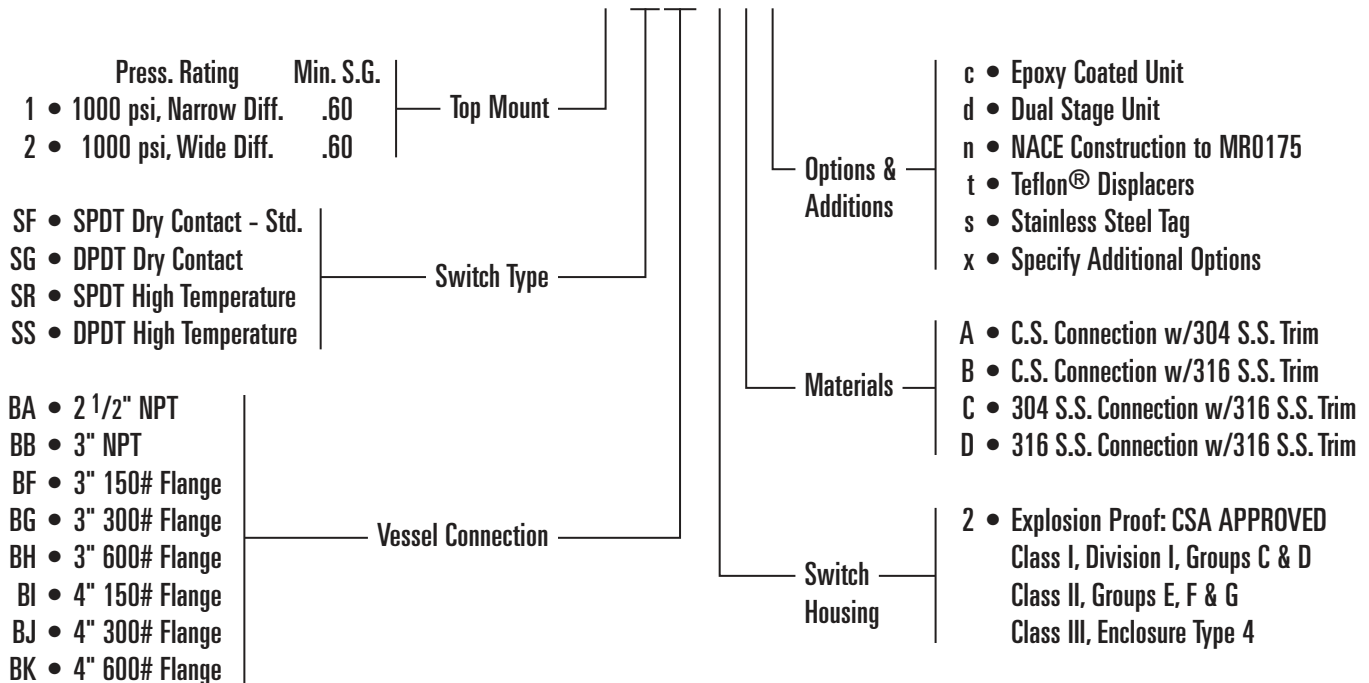 Press. Rating Min. S.G.
1 • 1000 psi, Narrow Diff. .60
2 • 1000 psi, Wide Diff. .60
Top Mount
SF • SPDT Dry Contact - Std.
SG • DPDT Dry Contact
SR • SPDT High Temperature
SS • DPDT High Temperature
Switch Type
BA • 2 1/2" NPT
BB • 3" NPT
BF • 3" 150# Flange
BG • 3" 300# Flange
BH • 3" 600# Flange
BI • 4" 150# Flange
BJ • 4" 300# Flange
BK • 4" 600# Flange
Vessel Connection
Options &
Additions
c • Epoxy Coated Unit
d • Dual Stage Unit
n • NACE Construction to MR0175
t • Teflon® Displacers
s • Stainless Steel Tag
x • Specify Additional Options
Materials
A • C.S. Connection w/304 S.S. Trim
B • C.S. Connection w/316 S.S. Trim
C • 304 S.S. Connection w/316 S.S. Trim
D • 316 S.S. Connection w/316 S.S. Trim
Switch
Housing
2 • Explosion Proof: CSA APPROVED
Class I, Division I, Groups C & D
Class II, Groups E, F & G
Class III, Enclosure Type 4